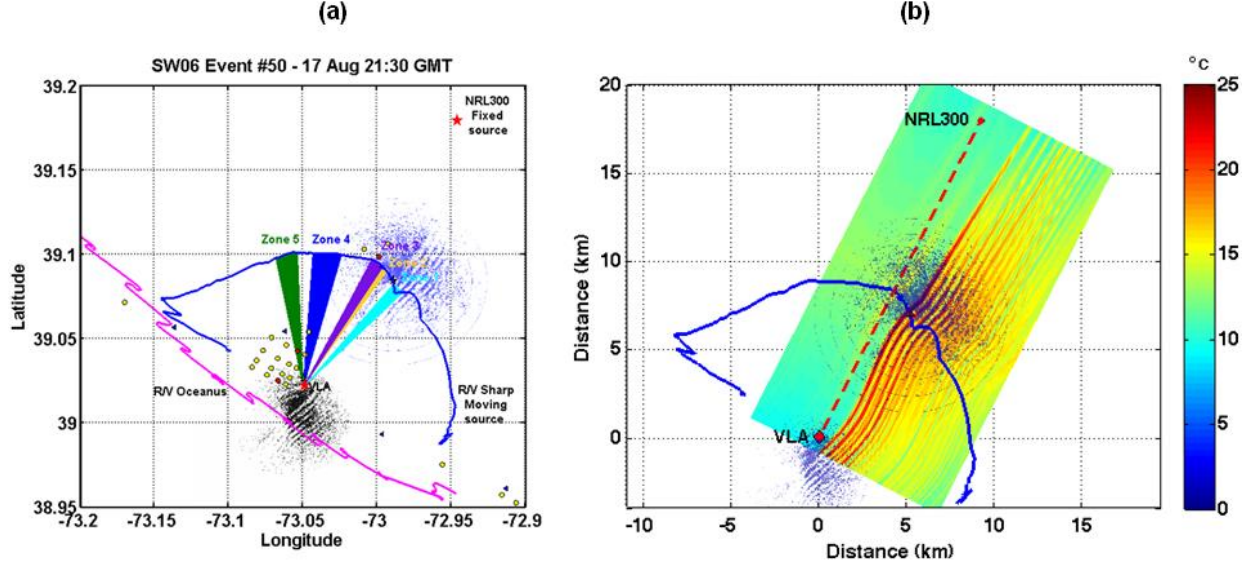 (a)
(b)
SW06 Event #50 - 17 Aug 21:30 GMT
39.2
39.15
39.1
39.05
39
38.95
Latitude
NRL300
Fixed
source
Zone 5
Zone 4
Zone 3
VLA
R/V Oceanus
R/V Sharp
Moving
source
-73.2
-73.15
-73.1
-73.05
-73
-72.95
-72.9
Longitude
20
15
10
5
0
Distance (km)
NRL300
VLA
-10
-5
0
5
10
15
Distance (km)
°C
25
20
15
10
5
0